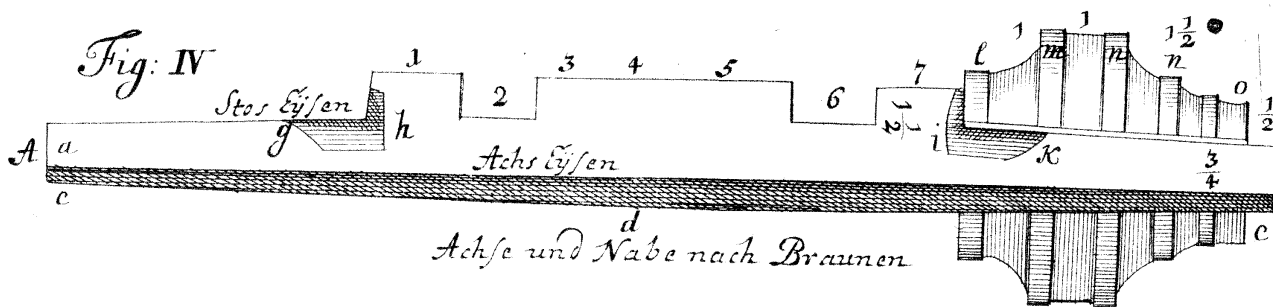 Fig: IV
1 2 3 4 5 6 7
l 1 m 1 n 1 1/2 n o
Stos Eÿsen
g h 1 1/2 i K 1/2
A a Achs Eÿsen 3/4
c d c
Achse und Nabe nach Braunen